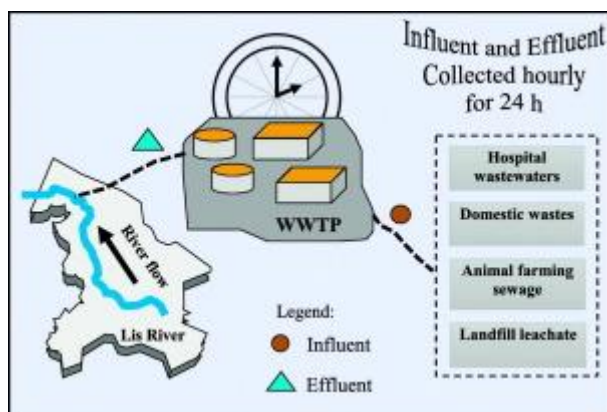 Influent and Effluent
Collected hourly
for 24 h
Hospital
wastewaters
Domestic wastes
Animal farming
sewage
Landfill leachate
WWTP
River flow
Lis River
Legend:
Influent
Effluent